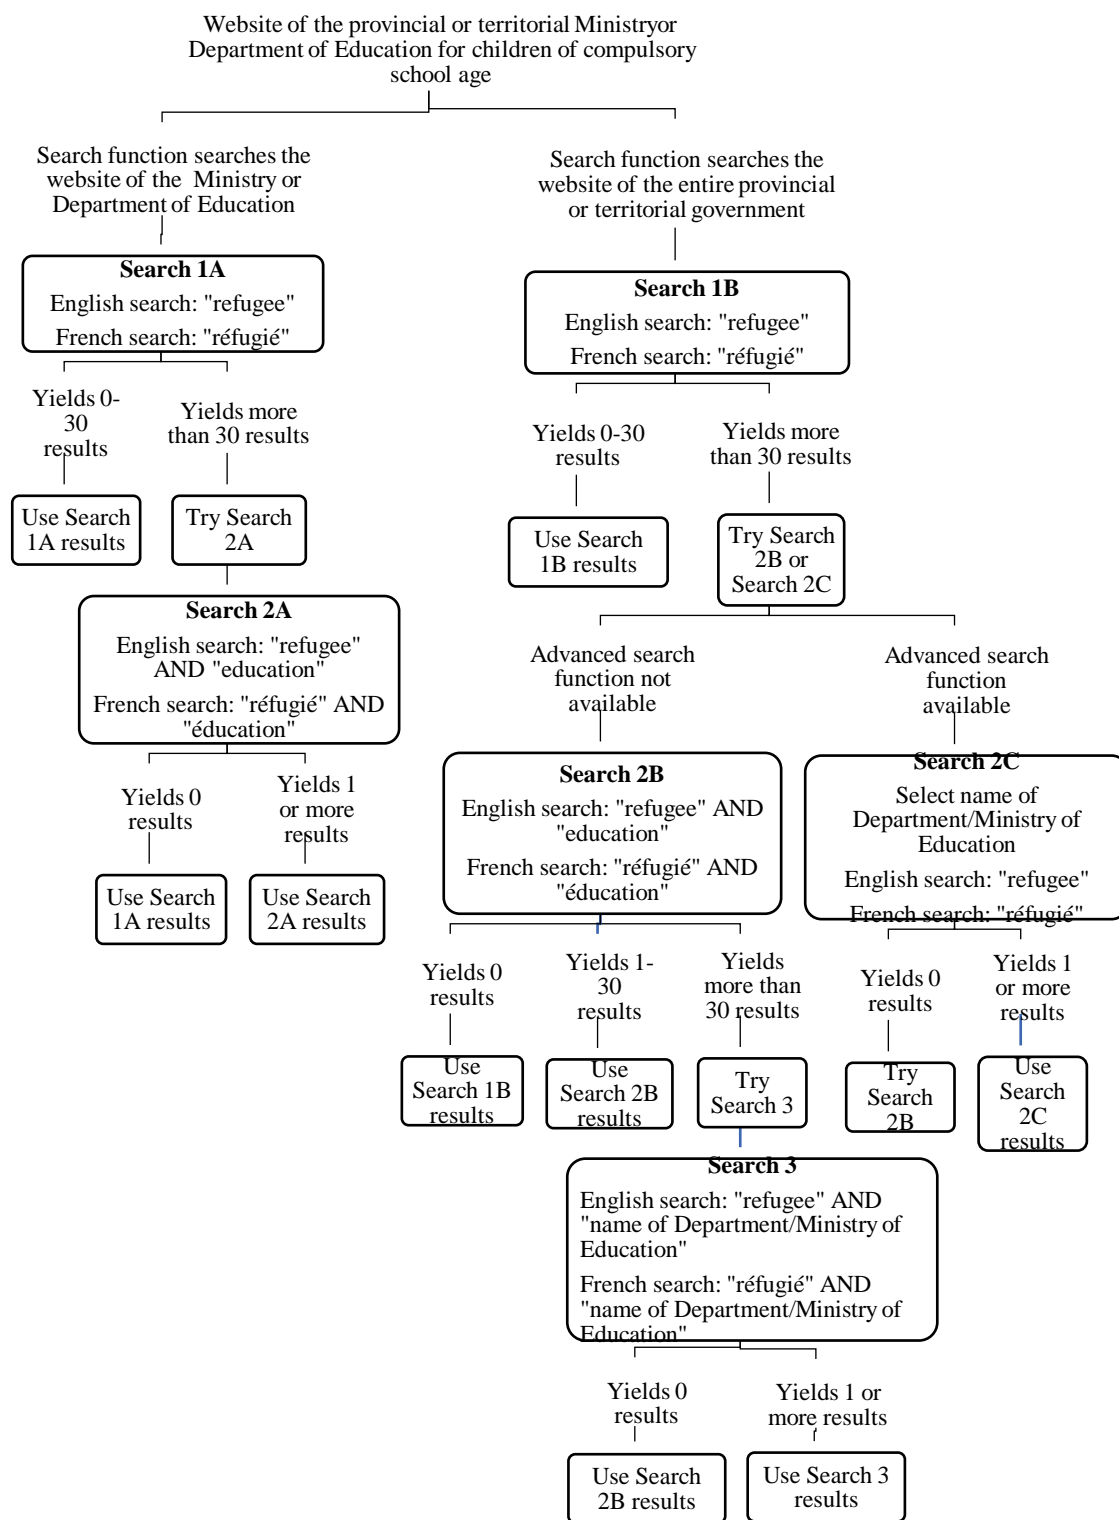 Website of the provincial or territorial Ministryor
Department of Education for children of compulsory
school age
Search function searches the
website of the Ministry or
Department of Education
Search function searches the
website of the entire provincial
or territorial government
Search 1A
English search: "refugee"
French search: "réfugié"
Search 1B
English search: "refugee"
French search: "réfugié"
Yields 0-
30
results
Yields more
than 30 results
Yields 0-30
results
Yields more
than 30 results
Use Search
1A results
Try Search
2A
Use Search
1B results
Try Search
2B or
Search 2C
Search 2A
English search: "refugee"
AND "education"
French search: "réfugié" AND
"éducation"
Advanced search
function not
available
Advanced search
function
available
Yields 0
results
Yields 1
or more
results
Use Search
1A results
Use Search
2A results
Search 2B
English search: "refugee" AND
"education"
French search: "réfugié" AND
"éducation"
Search 2C
Select name of
Department/Ministry of
Education
English search: "refugee"
French search: "réfugié"
Yields 0
results
Yields 1-
30
results
Yields
more than
30 results
Yields 0
results
Yields 1
or more
results
Use
Search 1B
results
Use
Search 2B
results
Try
Search 3
Try
Search
2B
Use
Search
2C
results
Search 3
English search: "refugee" AND
"name of Department/Ministry of
Education"
French search: "réfugié" AND
"name of Department/Ministry of
Education"
Yields 0
results
Yields 1 or
more results
Use Search
2B results
Use Search 3
results